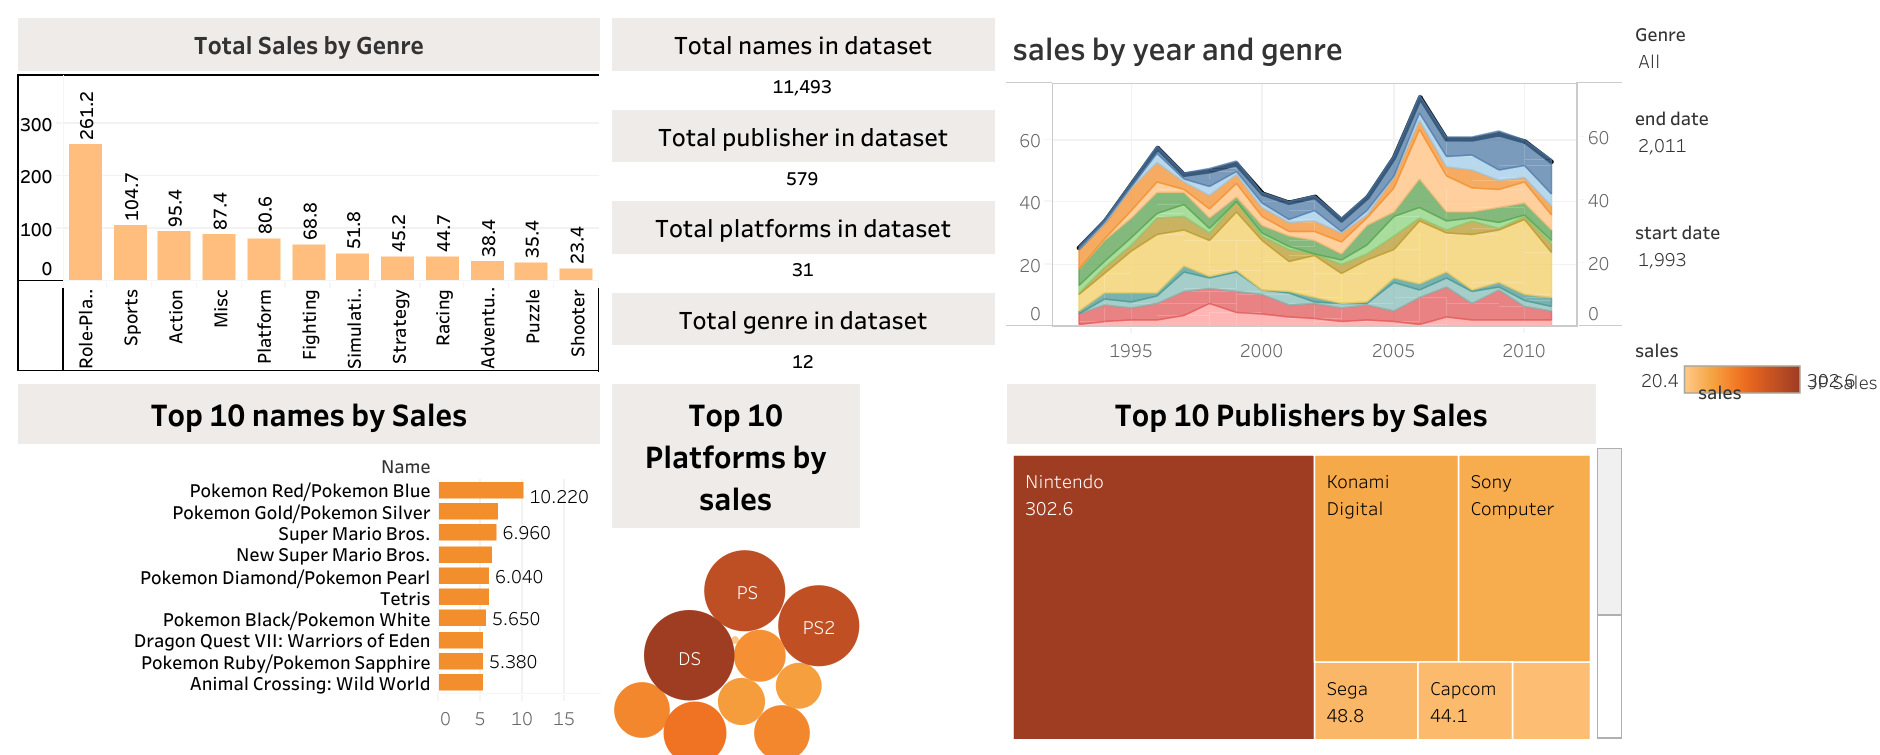 Total Sales by Genre
300
200
100
0
261.2
104.7
95.4
87.4
80.6
68.8
51.8
45.2
44.7
38.4
35.4
23.4
Role-Pla..
Sports
Action
Misc
Platform
Fighting
Simulati..
Strategy
Racing
Adventu..
Puzzle
Shooter
Total names in dataset
11,493
Total publisher in dataset
579
Total platforms in dataset
31
Total genre in dataset
12
sales by year and genre
60
40
20
0
60
40
20
0
1995
2000
2005
2010
Genre
All
end date
2,011
start date
1,993
sales
20.4
302.6
JP Sales
sales
Top 10 names by Sales
Name
Pokemon Red/Pokemon Blue
10.220
Pokemon Gold/Pokemon Silver
Super Mario Bros.
6.960
New Super Mario Bros.
Pokemon Diamond/Pokemon Pearl
6.040
Tetris
Pokemon Black/Pokemon White
5.650
Dragon Quest VII: Warriors of Eden
Pokemon Ruby/Pokemon Sapphire
5.380
Animal Crossing: Wild World
0
5
10
15
Top 10
Platforms by
sales
PS
PS2
DS
Top 10 Publishers by Sales
Nintendo
302.6
Konami
Digital
Sony
Computer
Sega
48.8
Capcom
44.1